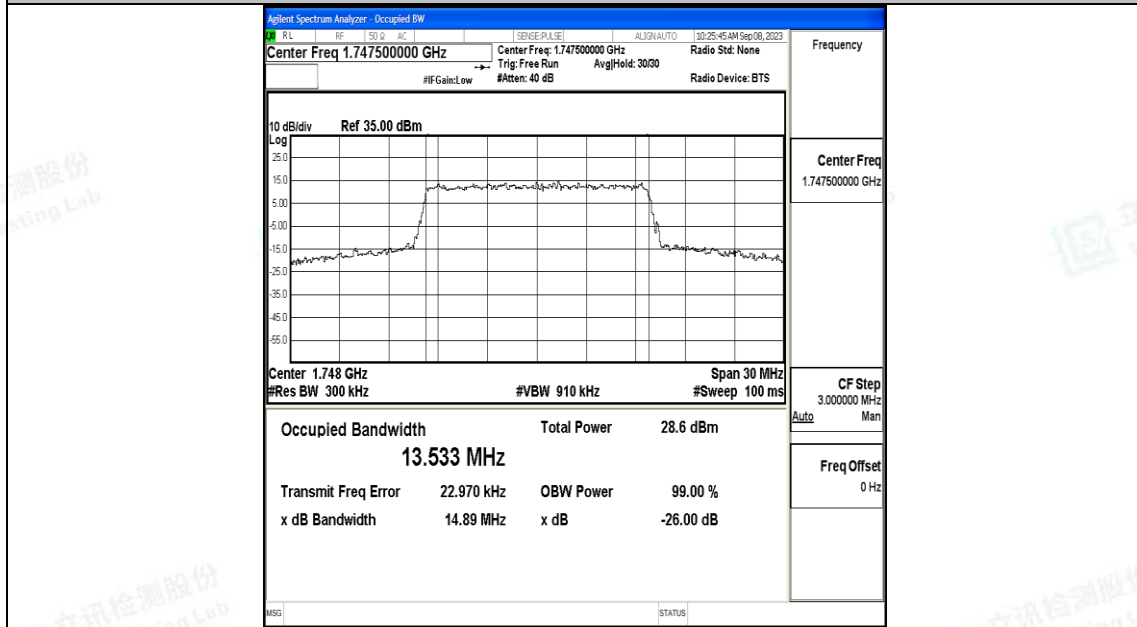 Agilent Spectrum Analyzer - Occupied BW
RL RF 50 Ω AC SENSE:PULSE ALIGN AUTO 10:25:45 AM Sep 08, 2023
Center Freq 1.747500000 GHz
Center Freq: 1.747500000 GHz Radio Std: None
Trig: Free Run Avg|Hold: 30/30
#IFGain:Low #Atten: 40 dB Radio Device: BTS
Frequency
10 dB/div Ref 35.00 dBm
Log
25.0
15.0
5.00
-5.00
-15.0
-25.0
-35.0
-45.0
-55.0
Center Freq
1.747500000 GHz
Center 1.748 GHz Span 30 MHz
#Res BW 300 kHz #VBW 910 kHz #Sweep 100 ms
CF Step
3.000000 MHz
Auto Man
Occupied Bandwidth Total Power 28.6 dBm
13.533 MHz
Transmit Freq Error 22.970 kHz OBW Power 99.00 %
x dB Bandwidth 14.89 MHz x dB -26.00 dB
Freq Offset
0 Hz
MSG STATUS
检测股份
立讯检测股份